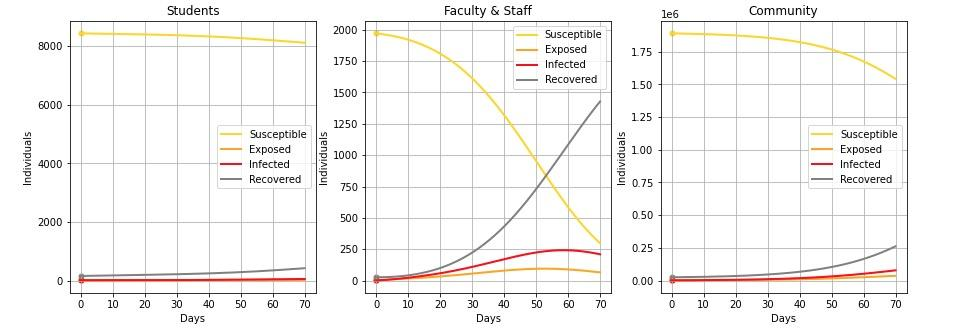 Students
Individuals
8000
6000
4000
2000
0
Susceptible
Exposed
Infected
Recovered
0 10 20 30 40 50 60 70
Days
Faculty & Staff
Individuals
2000
1750
1500
1250
1000
750
500
250
0
Susceptible
Exposed
Infected
Recovered
0 10 20 30 40 50 60 70
Days
Community
1e6
Individuals
1.75
1.50
1.25
1.00
0.75
0.50
0.25
0.00
Susceptible
Exposed
Infected
Recovered
0 10 20 30 40 50 60 70
Days